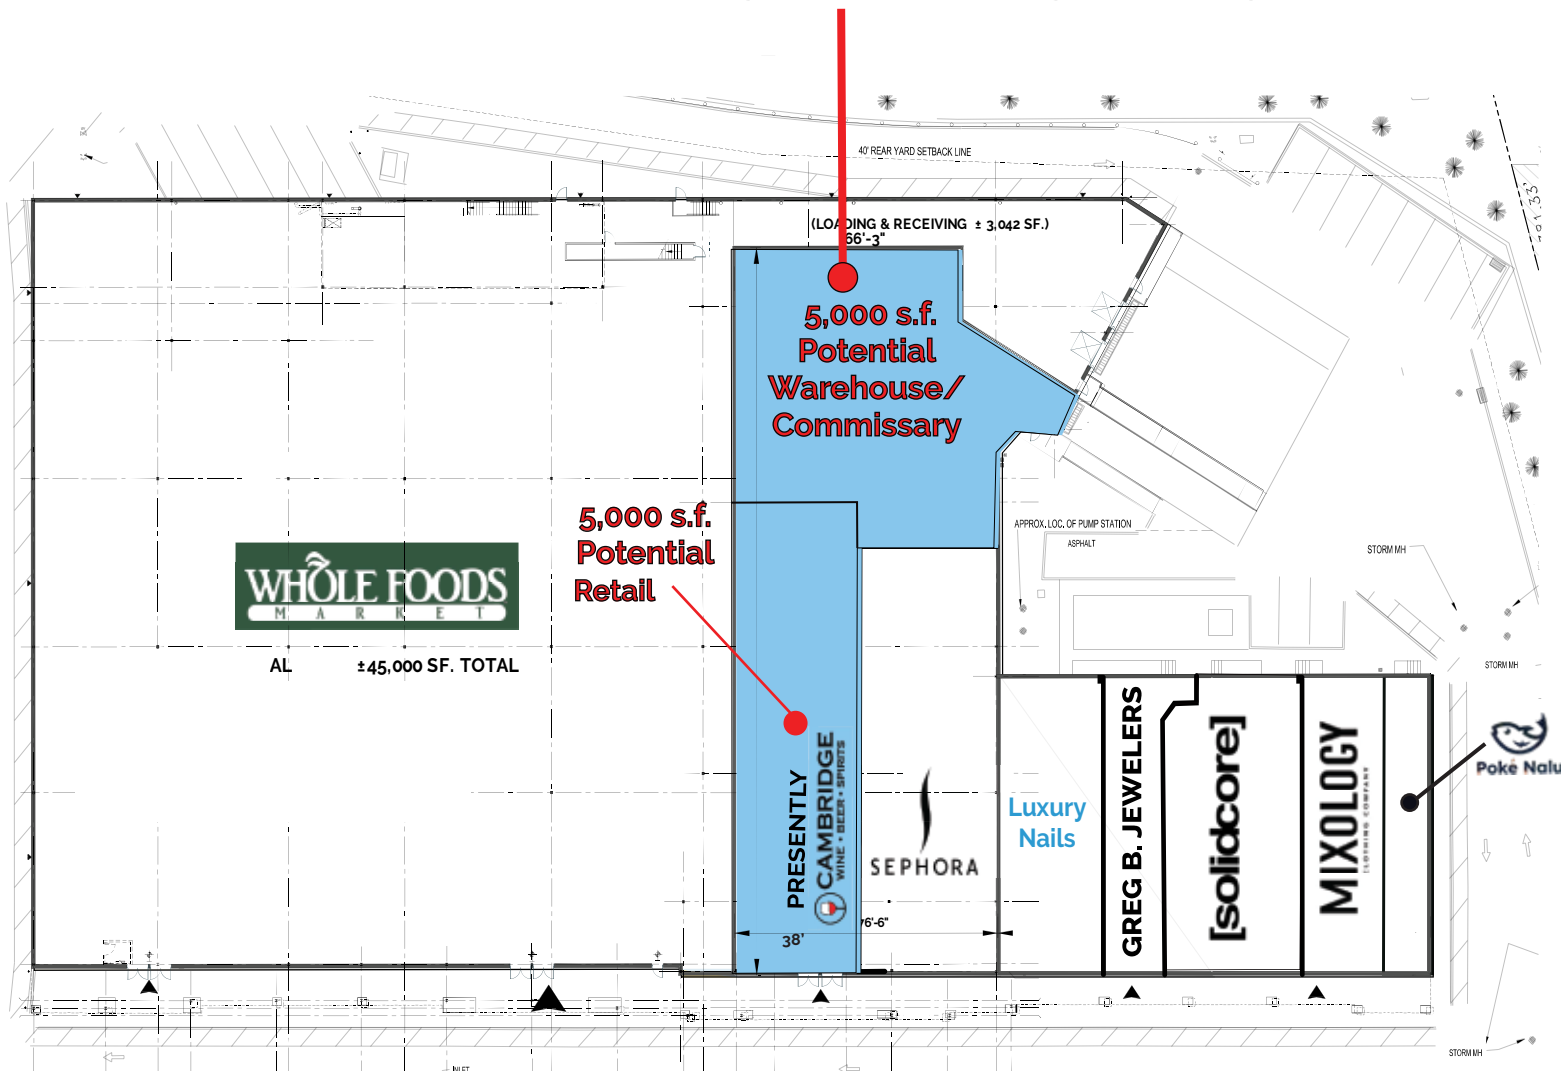 40' REAR YARD SETBACK LINE
(LOADING & RECEIVING ± 3,042 SF.)
66'-3"
5,000 s.f.
Potential
Warehouse/
Commissary
5,000 s.f.
Potential
Retail
WHOLE FOODS
MARKET
AL ±45,000 SF. TOTAL
APPROX. LOC. OF PUMP STATION
ASPHALT
STORM MH
STORM MH
PRESENTLY
CAMBRIDGE
WINE • BEER • SPIRITS
SEPHORA
Luxury
Nails
GREG B. JEWELERS
[solidcore]
MIXOLOGY
CLOTHING COMPANY
Poké Nalu
76'-6"
38'
STORM MH
INLET